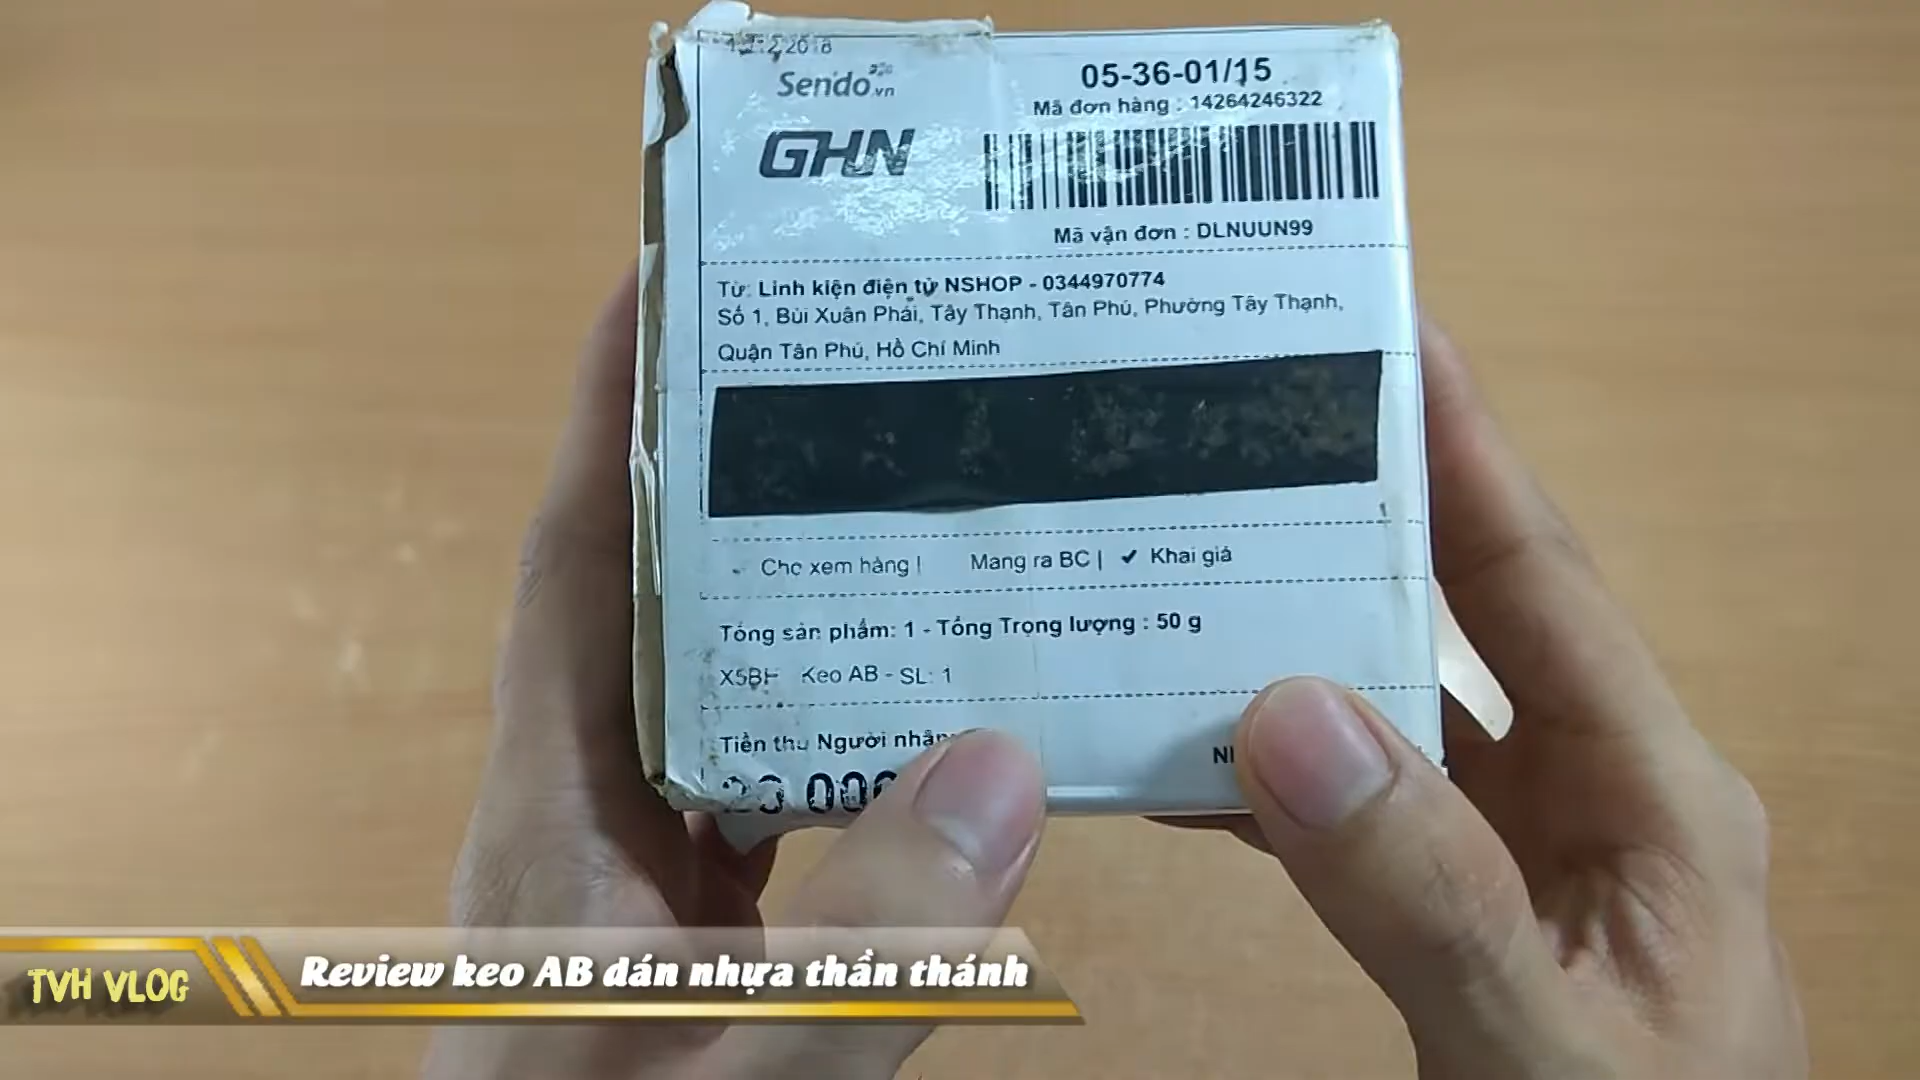 2018
Sendo.vn
GHN
05-36-01/15
Mã đơn hàng : 14264246322
Mã vận đơn : DLNUUN99
Từ: Linh kiện điện tử NSHOP - 0344970774
Số 1, Bùi Xuân Phái, Tây Thạnh, Tân Phú, Phường Tây Thạnh,
Quận Tân Phú, Hồ Chí Minh
Cho xem hàng | Mang ra BC | ✓ Khai giá
Tổng sản phẩm: 1 - Tổng Trọng lượng : 50 g
Keo AB - SL: 1
Tiền thu Người nhận
TVH VLOG
Review keo AB dán nhựa thần thánh